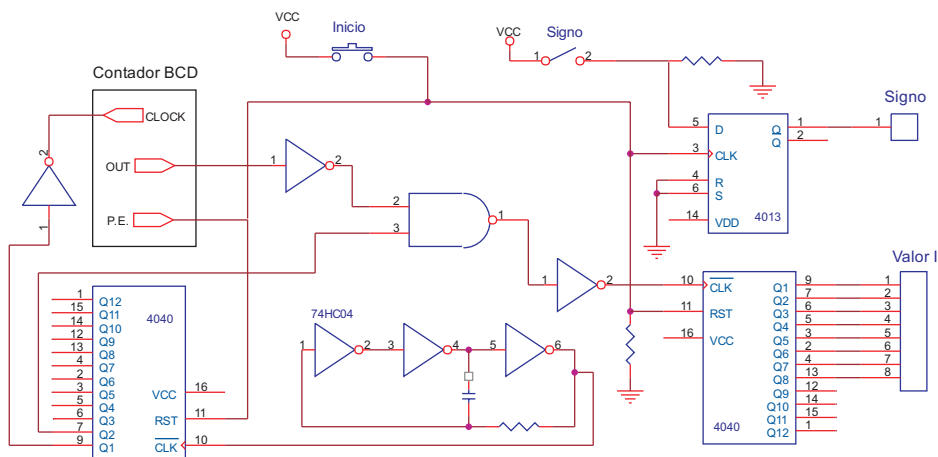 VCC
Inicio
VCC
Signo
1
2
Contador BCD
CLOCK
OUT
P.E.
2
1
1
2
2
3
1
1
2
5
D
Q
1
Q
2
3
CLK
4
R
6
S
14
VDD
4013
Signo
1
Valor I
10
CLK
11
RST
16
VCC
4040
Q1
9
1
Q2
7
2
Q3
6
3
Q4
5
4
Q5
3
5
Q6
2
6
Q7
4
7
Q8
13
8
Q9
12
Q10
14
Q11
15
Q12
1
74HC04
1
2
3
4
5
6
4040
1
Q12
15
Q11
14
Q10
12
Q9
13
Q8
4
Q7
2
Q6
3
Q5
5
Q4
6
Q3
7
Q2
9
Q1
VCC
16
RST
11
CLK
10